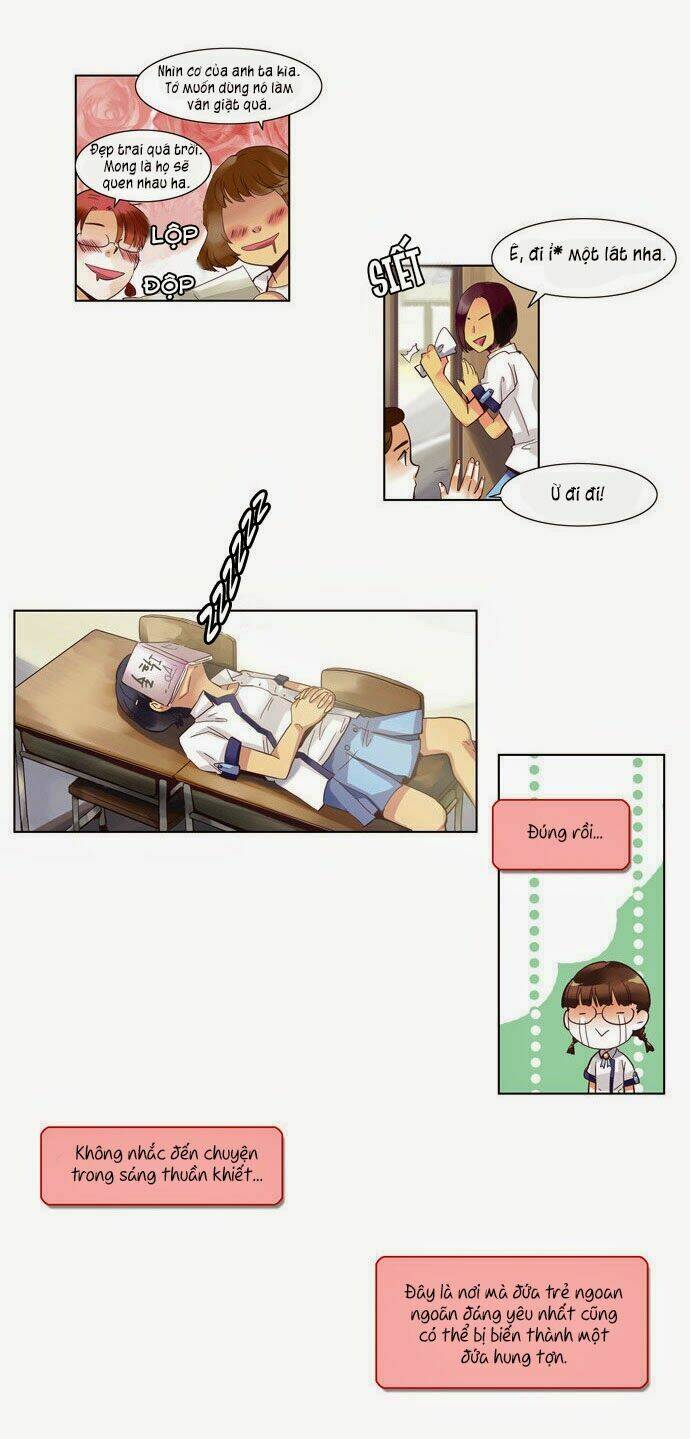 Nhìn cơ của anh ta kìa.
Tớ muốn dùng nó làm
ván giặt quá.
Đẹp trai quá trời.
Mong là họ sẽ
quen nhau ha.
LỘP
ĐỘP
SIẾT
Ê, đi ỉ* một lát nha.
Ừ đi đi!
ZZZZZZZ
Đúng rồi...
Không nhắc đến chuyện
trong sáng thuần khiết...
Đây là nơi mà đứa trẻ ngoan
ngoãn đáng yêu nhất cũng
có thể bị biến thành một
đứa hung tợn.